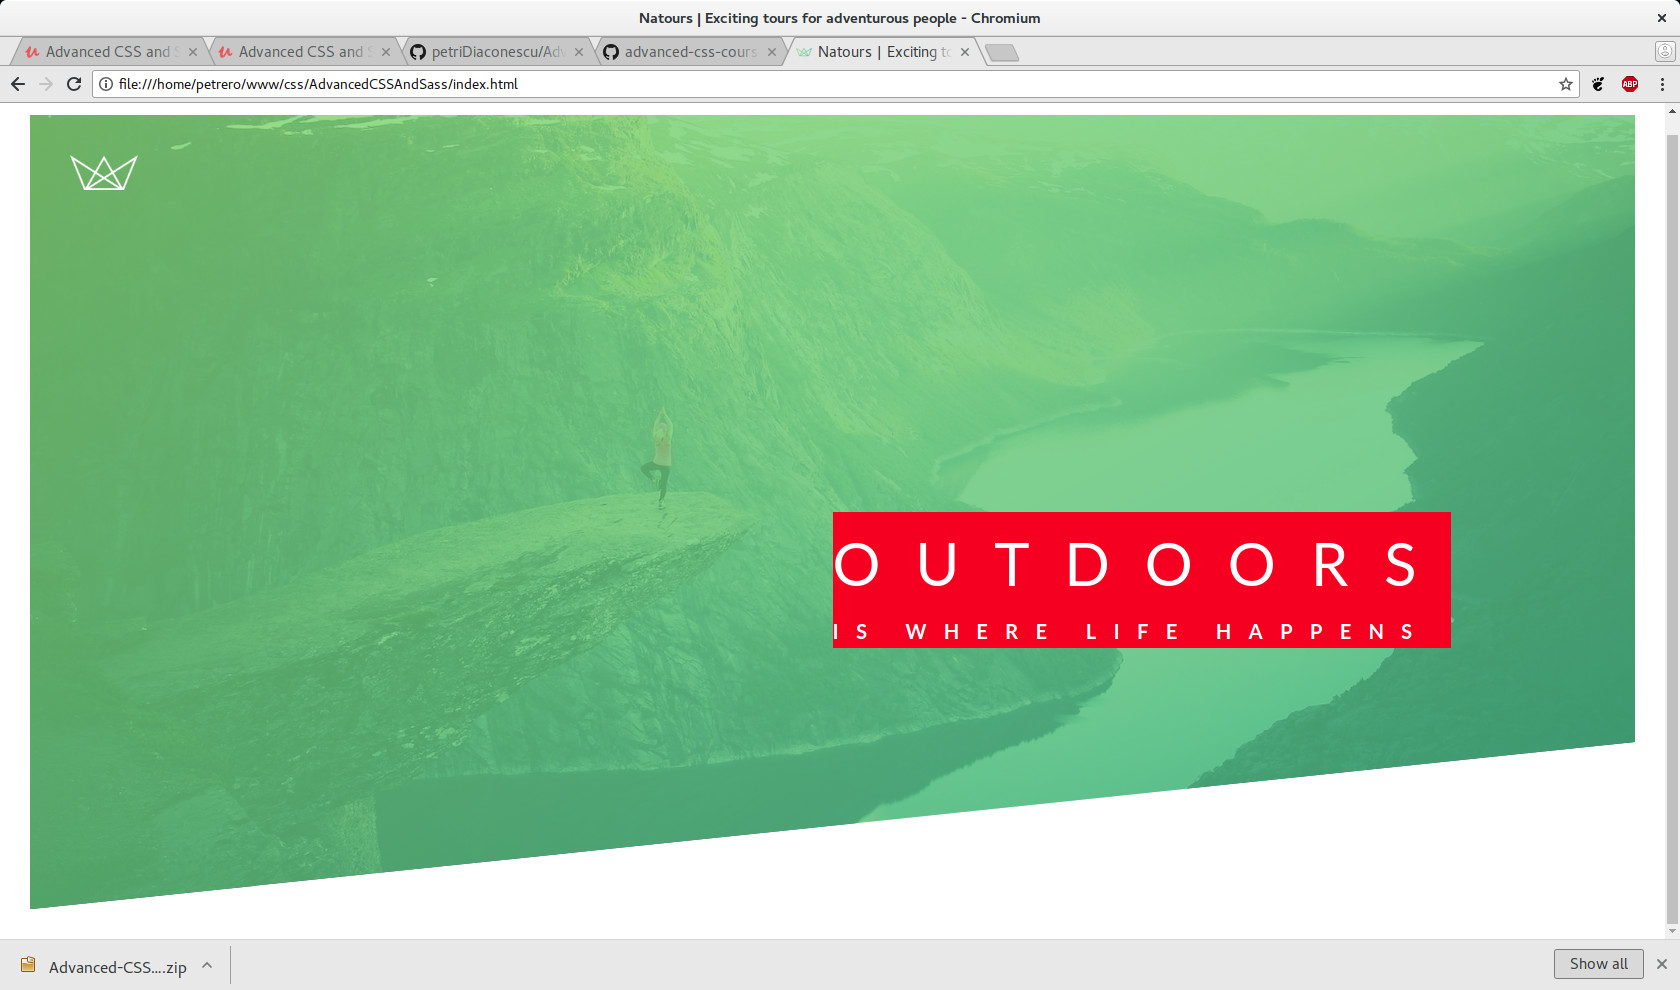 Natours | Exciting tours for adventurous people - Chromium
Advanced CSS and S
Advanced CSS and S
petriDiaconescu/Adv
advanced-css-cours
Natours | Exciting to
file:///home/petrero/www/css/AdvancedCSSAndSass/index.html
ABP
OUTDOORS
IS WHERE LIFE HAPPENS
Advanced-CSS....zip
Show all